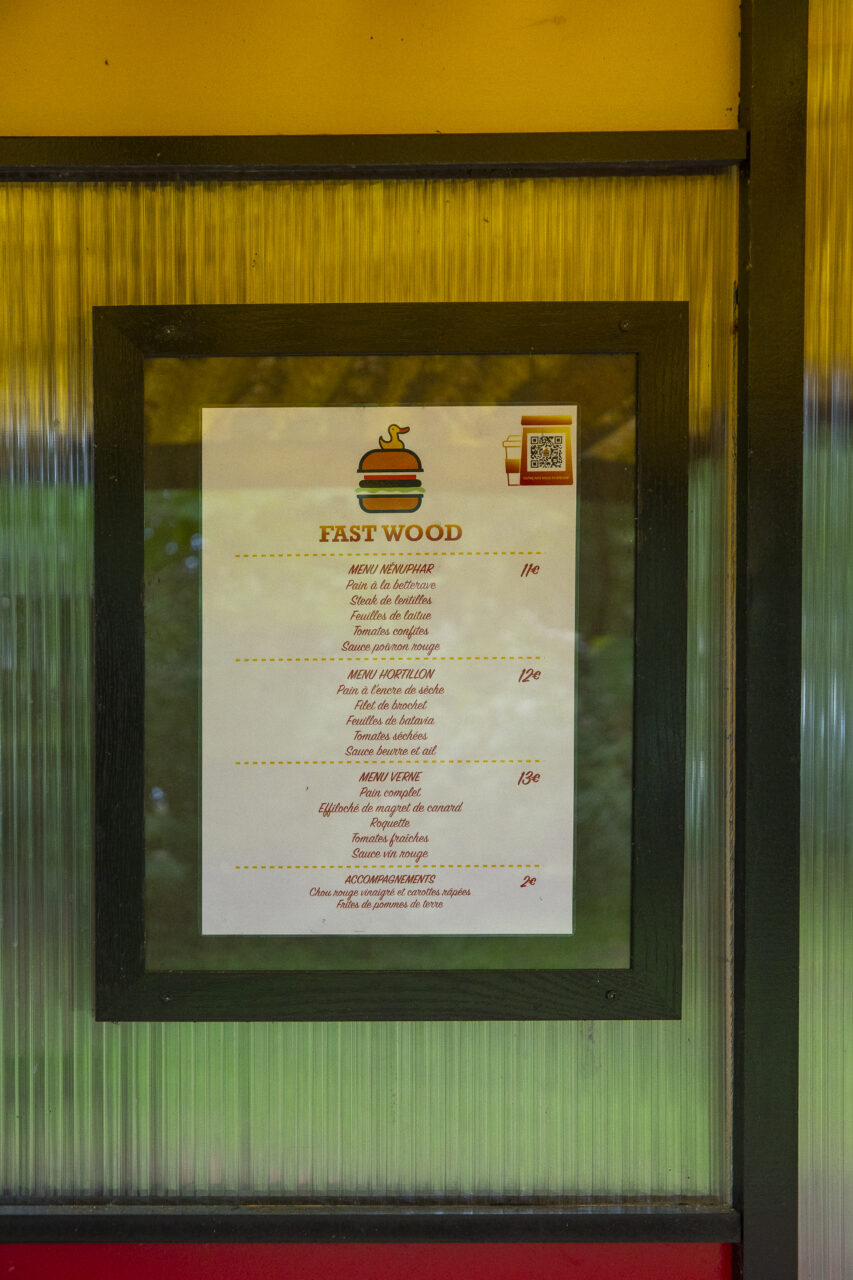 FAST WOOD
MENU NÉNUPHAR 11€
Pain à la betterave
Steak de lentilles
Feuilles de laitue
Tomates confites
Sauce poivron rouge
MENU HORTILLON 12€
Pain à l'encre de sèche
Filet de brochet
Feuilles de batavia
Tomates séchées
Sauce beurre et ail
MENU VERNE 13€
Pain complet
Effiloché de magret de canard
Roquette
Tomates fraîches
Sauce vin rouge
ACCOMPAGNEMENTS 2€
Chou rouge vinaigré et carottes râpées
Frites de pommes de terre